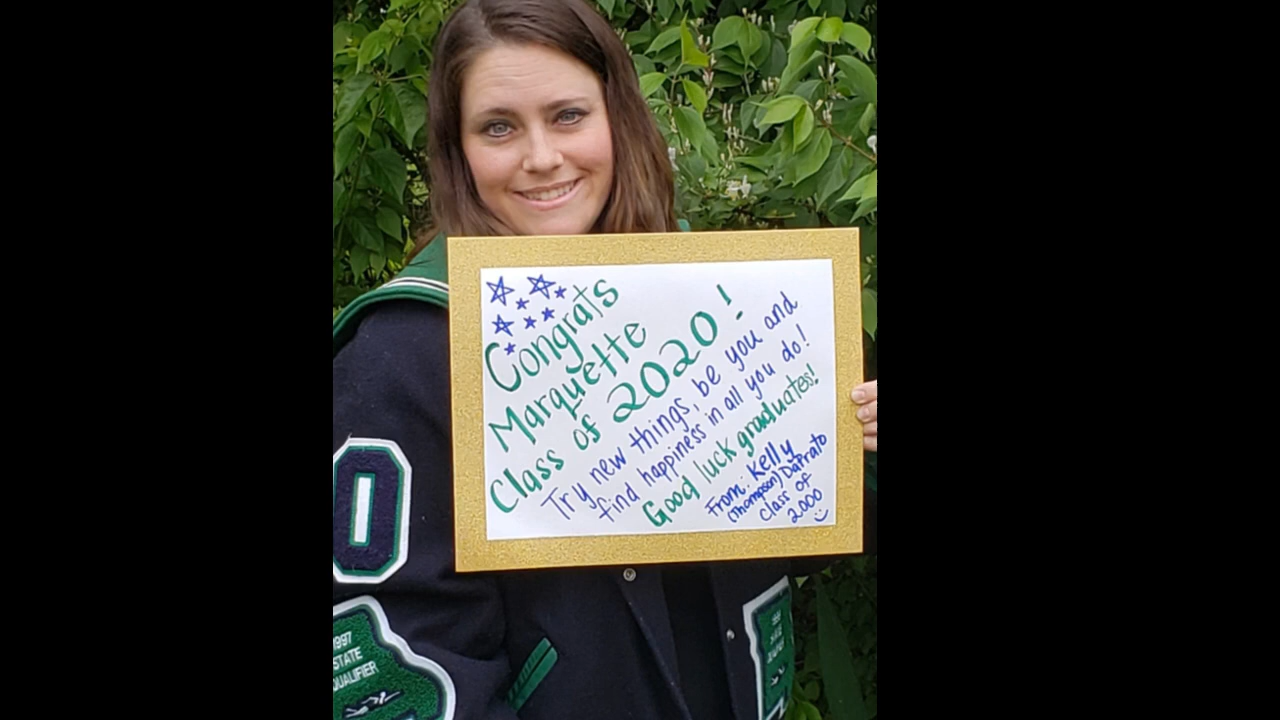 Congrats
Marquette
Class of 2020!
Try new things, be you and
find happiness in all you do!
Good luck graduates!
From: Kelly
(Thompson) DaPrato
Class of
2000
0
1997
STATE
QUALIFIER